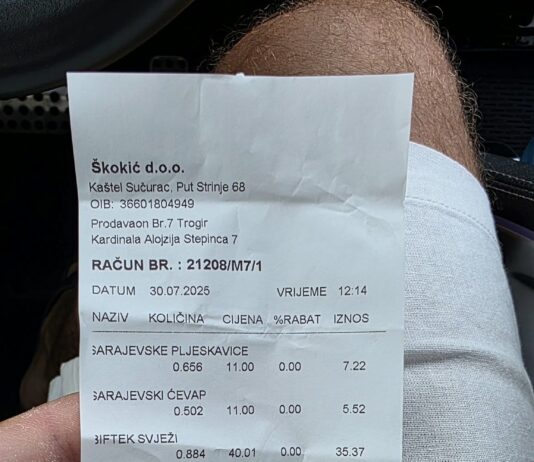 Škokić d.o.o.
Kaštel Sućurac, Put Strinje 68
OIB: 36601804949
Prodavaon Br.7 Trogir
Kardinala Alojzija Stepinca 7
RAČUN BR. : 21208/M7/1
DATUM 30.07.2025 VRIJEME 12:14
NAZIV KOLIČINA CIJENA %RABAT IZNOS
SARAJEVSKE PLJESKAVICE
0.656 11.00 0.00 7.22
SARAJEVSKI ĆEVAP
0.502 11.00 0.00 5.52
BIFTEK SVJEŽI
0.884 40.01 0.00 35.37